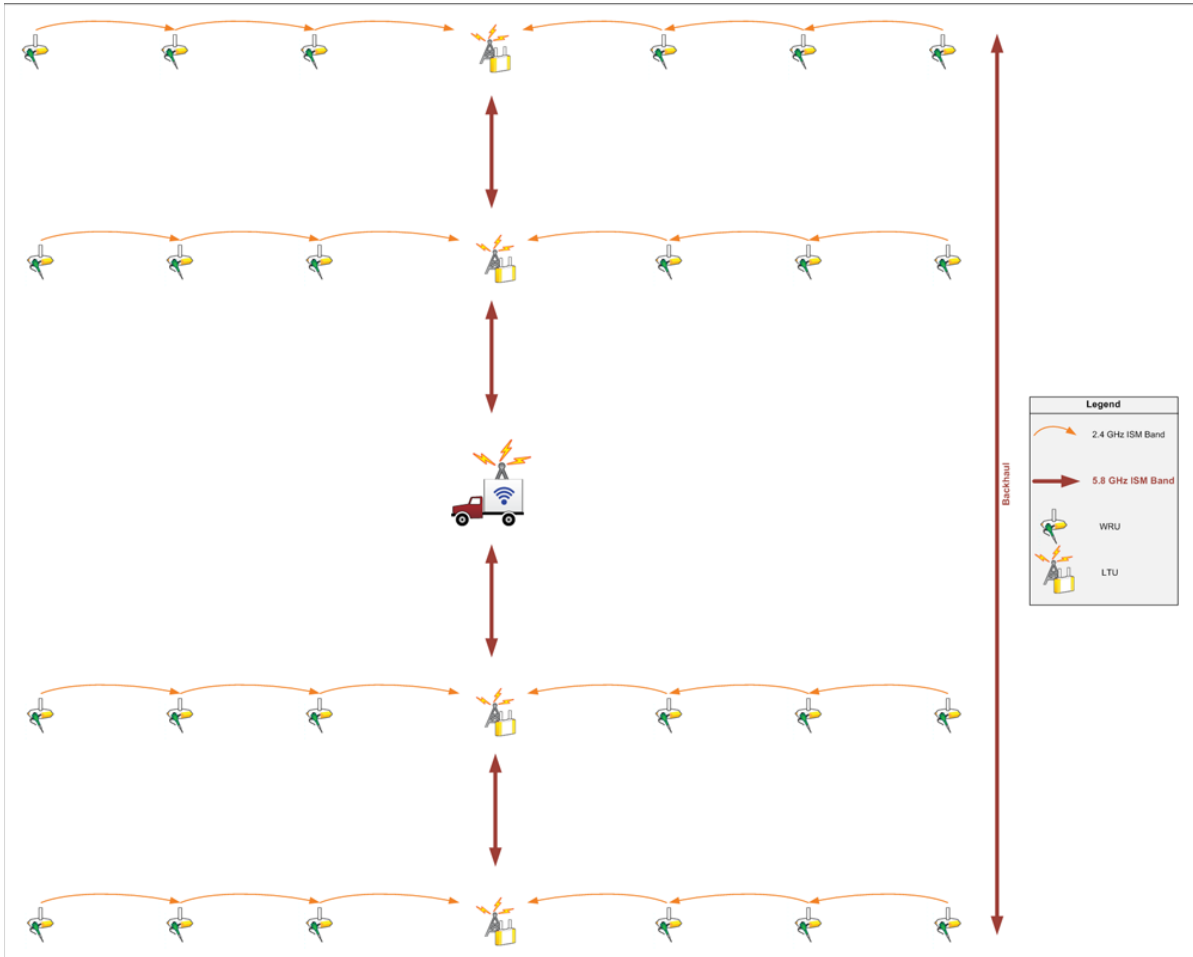 Legend
2.4 GHz ISM Band
5.8 GHz ISM Band
WRU
LTU
Backhaul